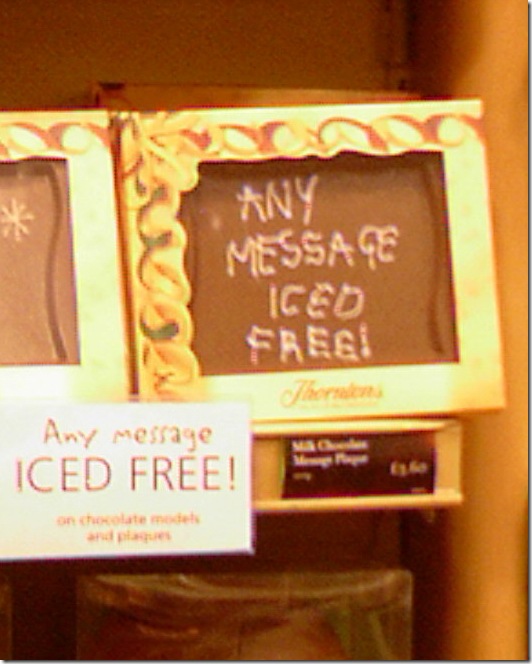 ANY
MESSAGE
ICED
FREE!
Thorntons
Milk Chocolate
Message Plaque
£3.60
Any message
ICED FREE!
on chocolate models
and plaques